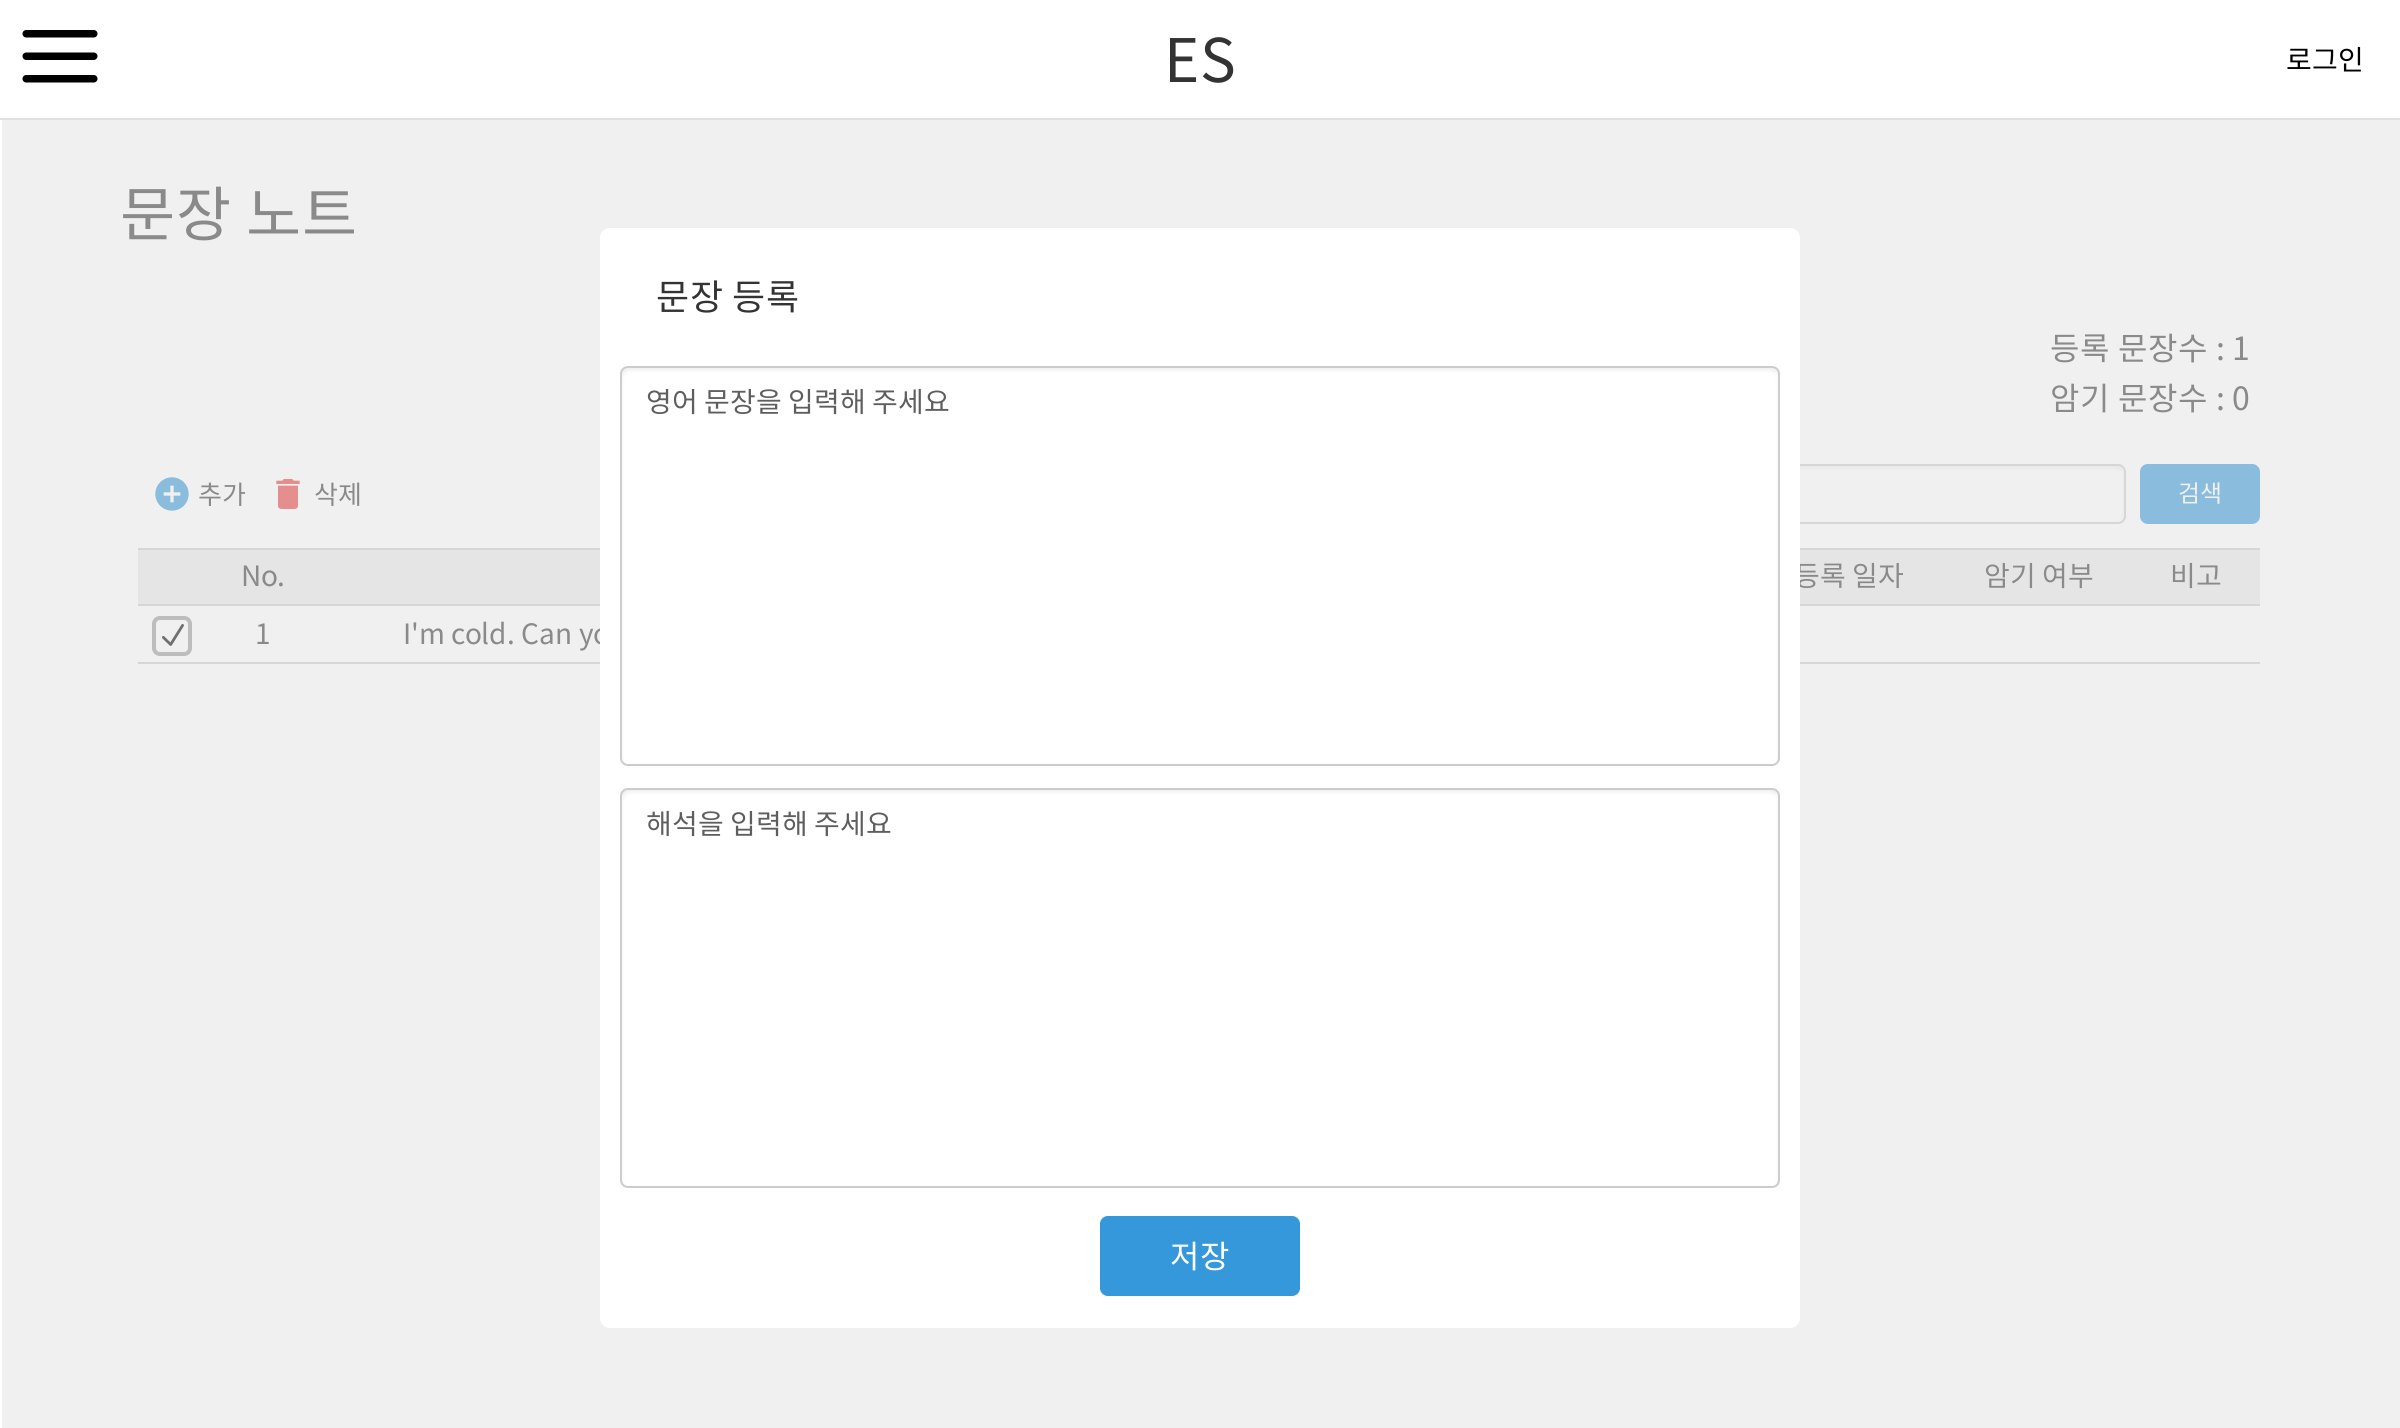 ES
로그인
문장 노트
문장 등록
등록 문장수 : 1
암기 문장수 : 0
영어 문장을 입력해 주세요
추가
삭제
검색
No.
등록 일자
암기 여부
비고
1
I'm cold. Can
해석을 입력해 주세요
저장